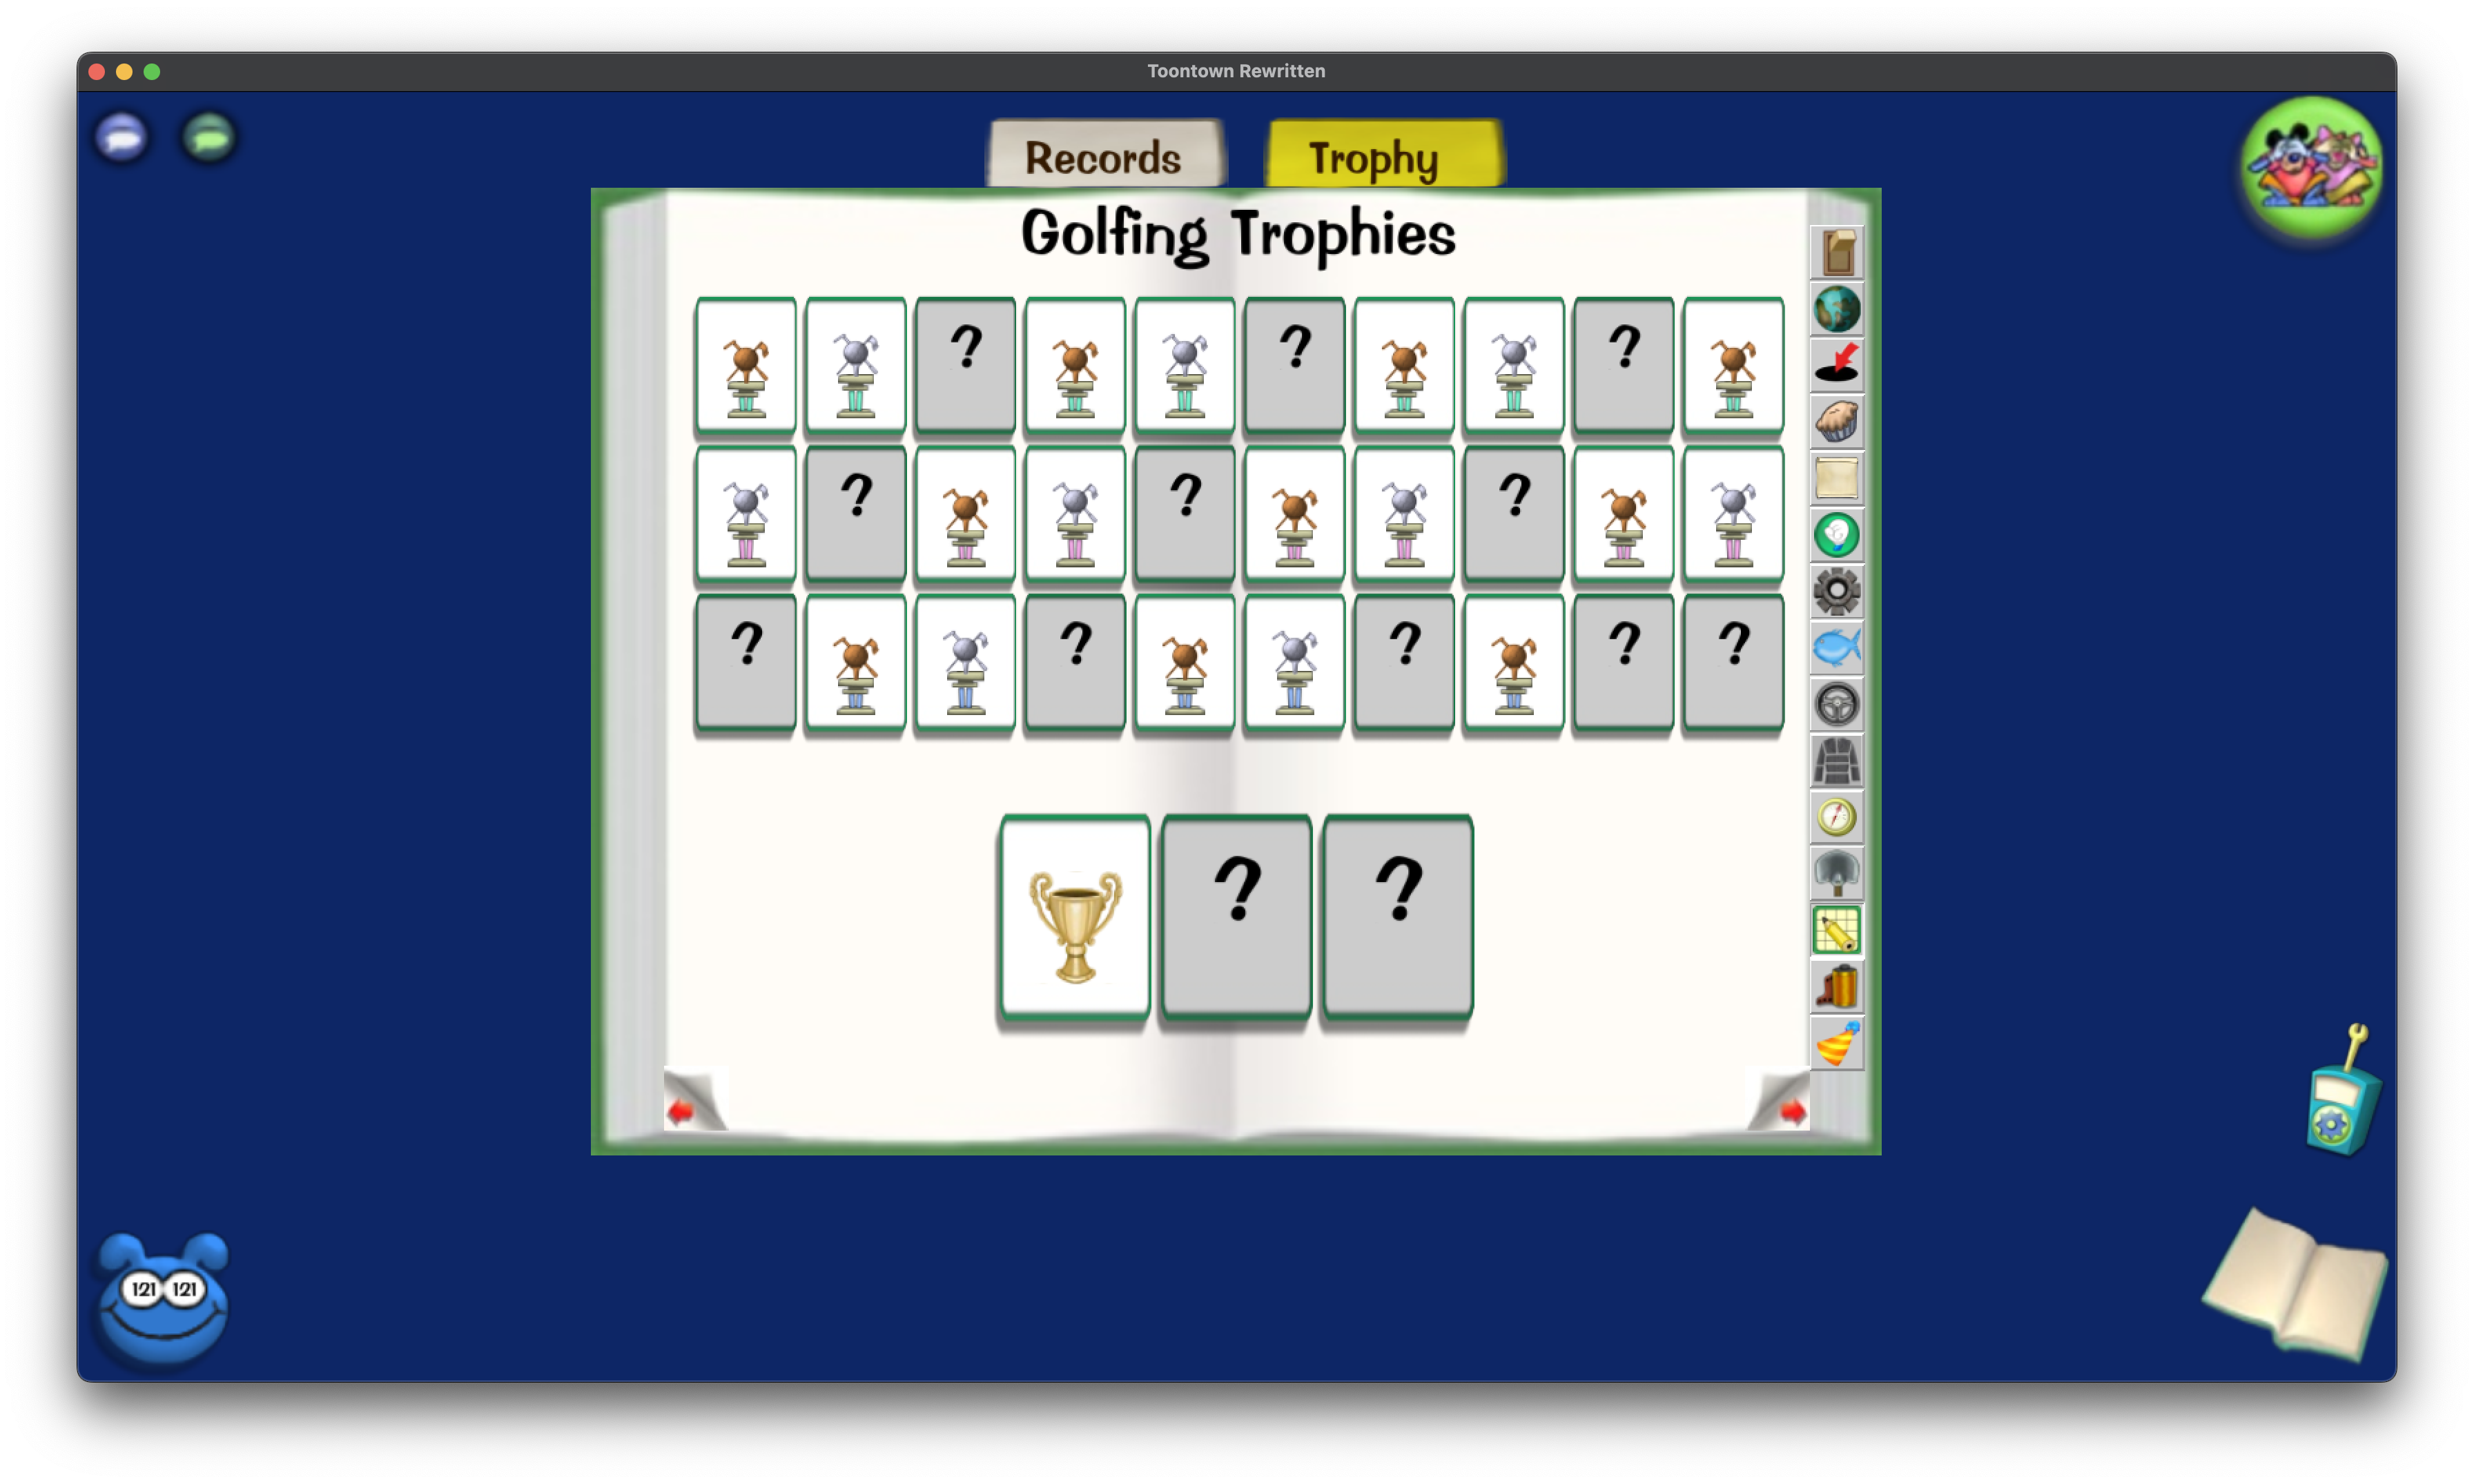 Toontown Rewritten
Records Trophy
Golfing Trophies
? ? ?
? ? ?
? ? ? ? ?
? ?
121 121